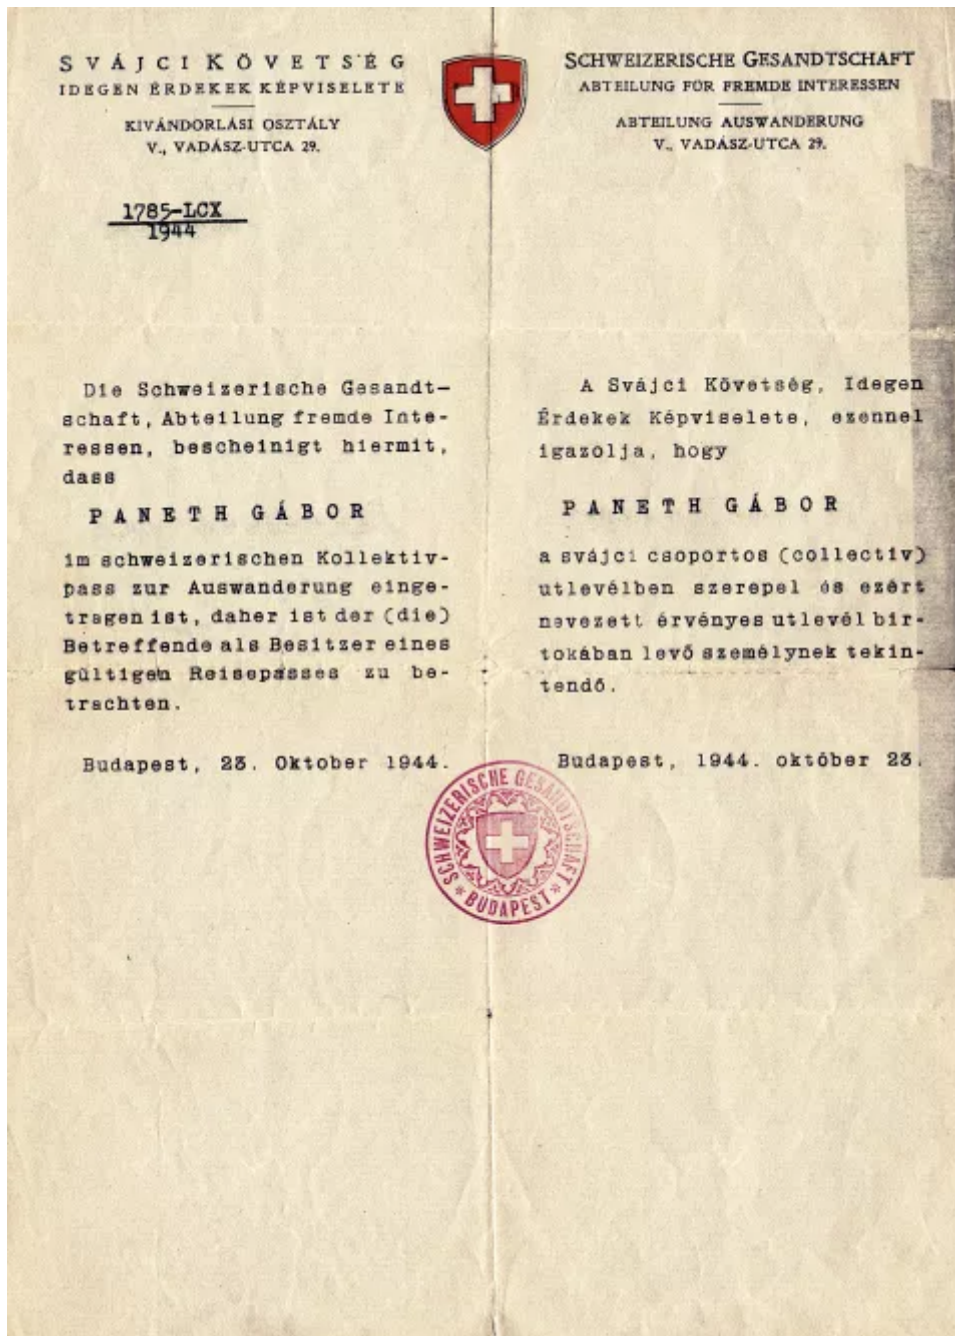 SVÁJCI KÖVETSÉG
IDEGEN ÉRDEKEK KÉPVISELETE
KIVÁNDORLÁSI OSZTÁLY
V., VADÁSZ-UTCA 29.
SCHWEIZERISCHE GESANDTSCHAFT
ABTEILUNG FÜR FREMDE INTERESSEN
ABTEILUNG AUSWANDERUNG
V., VADÁSZ-UTCA 29.
1785-LCX
1944
Die Schweizerische Gesandt-
schaft, Abteilung fremde Inte-
ressen, bescheinigt hiermit,
dass
PANETH GÁBOR
im schweizerischen Kollektiv-
pass zur Auswanderung einge-
tragen ist, daher ist der (die)
Betreffende als Besitzer eines
gültigen Reisepasses zu be-
trachten.
Budapest, 23. Oktober 1944.
A Svájci Követség, Idegen
Érdekek Képviselete, ezennel
igazolja, hogy
PANETH GÁBOR
a svájci csoportos (collectiv)
utlevélben szerepel és ezért
nevezett érvényes utlevél bir-
tokában levő személynek tekin-
tendő.
Budapest, 1944. október 23.
SCHWEIZERISCHE GESANDTSCHAFT
* BUDAPEST *